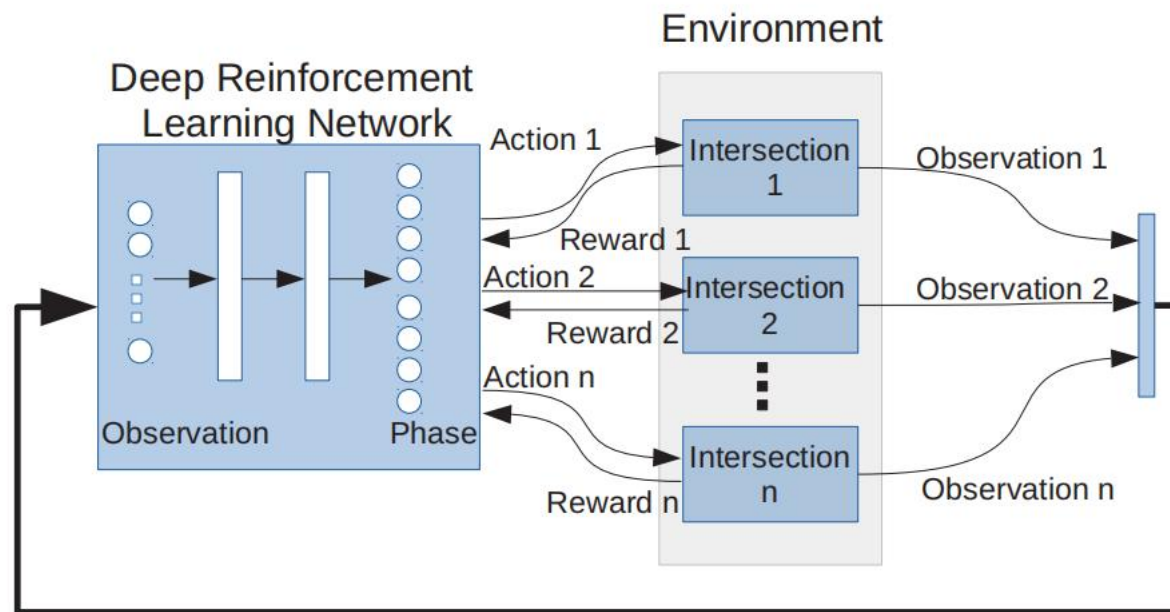 Environment
Deep Reinforcement
Learning Network
Action 1
Intersection
1
Observation 1
Reward 1
Action 2
Intersection
2
Observation 2
Reward 2
Action n
Observation
Phase
Intersection
n
Reward n
Observation n